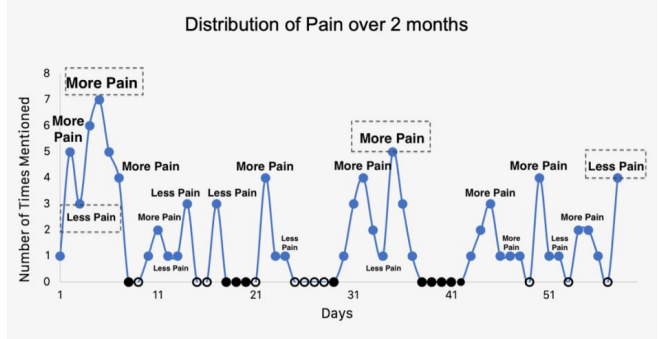 Distribution of Pain over 2 months
Number of Times Mentioned
8
7
6
5
4
3
2
1
0
More Pain
More
Pain
Less Pain
More Pain
More Pain
Less Pain
Less Pain
Less Pain
More Pain
Less
Pain
More Pain
More Pain
Less Pain
More Pain
More
Pain
More Pain
Less
Pain
More Pain
Less Pain
1
11
21
31
41
51
Days